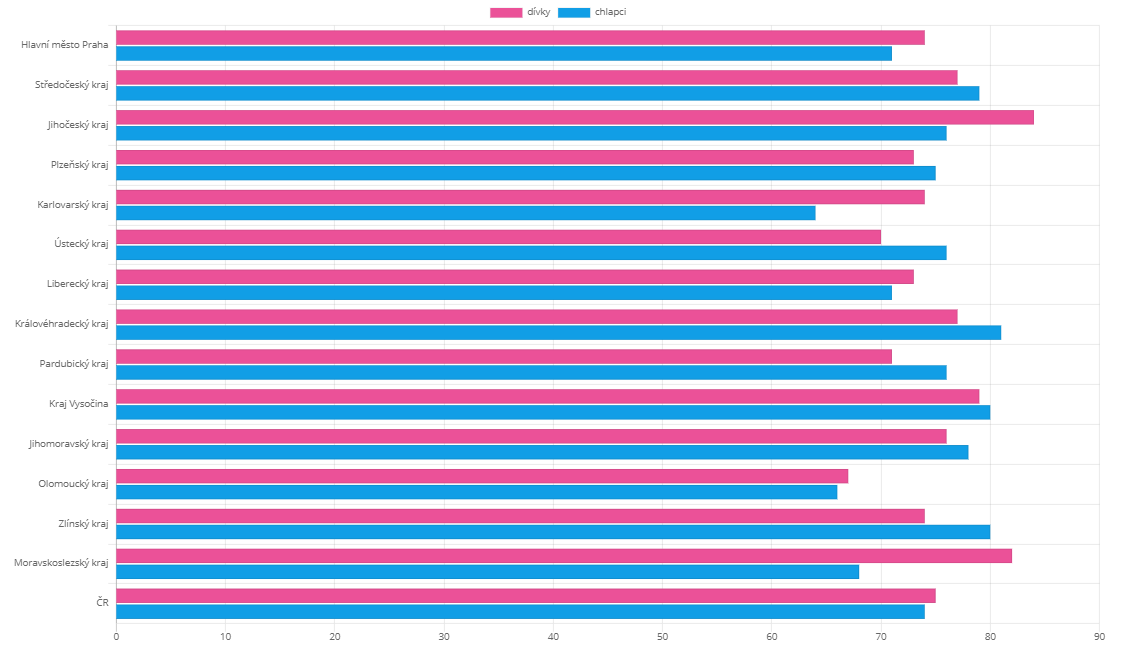 dívky chlapci
Hlavní město Praha
Středočeský kraj
Jihočeský kraj
Plzeňský kraj
Karlovarský kraj
Ústecký kraj
Liberecký kraj
Královéhradecký kraj
Pardubický kraj
Kraj Vysočina
Jihomoravský kraj
Olomoucký kraj
Zlínský kraj
Moravskoslezský kraj
ČR
0 10 20 30 40 50 60 70 80 90